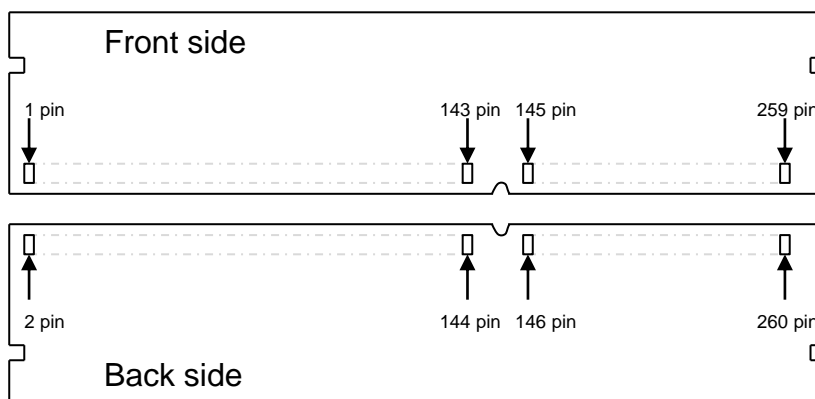 Front side
1 pin 143 pin 145 pin 259 pin
2 pin 144 pin 146 pin 260 pin
Back side